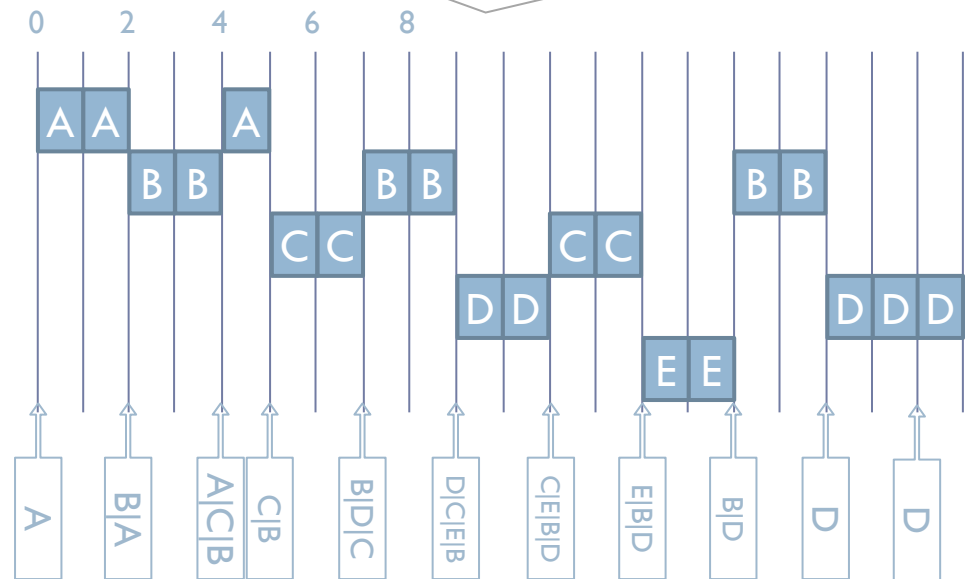 0 2 4 6 8
A A A
B B B B B B
C C C C
D D D D D
E E
A
B|A
A|C|B
C|B
B|D|C
D|C|E|B
C|E|B|D
E|B|D
B|D
D
D